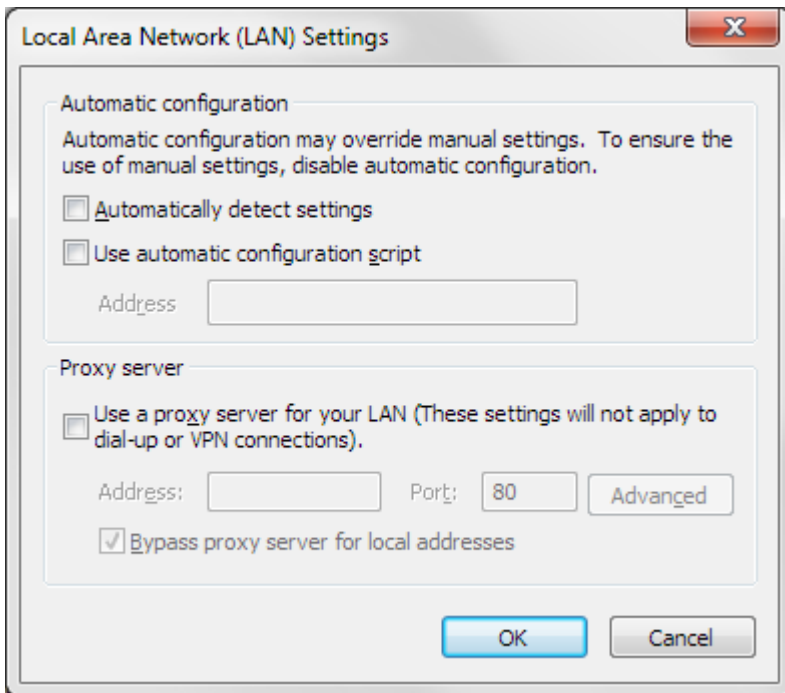 Local Area Network (LAN) Settings
Automatic configuration
Automatic configuration may override manual settings. To ensure the
use of manual settings, disable automatic configuration.
Automatically detect settings
Use automatic configuration script
Address
Proxy server
Use a proxy server for your LAN (These settings will not apply to
dial-up or VPN connections).
Address: Port: 80 Advanced
Bypass proxy server for local addresses
OK Cancel